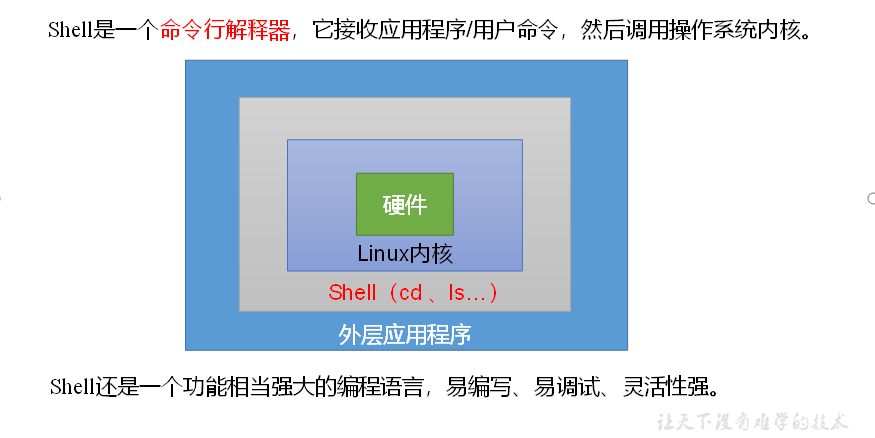 Shell是一个命令行解释器，它接收应用程序/用户命令，然后调用操作系统内核。
硬件
Linux内核
Shell（cd 、ls…）
外层应用程序
Shell还是一个功能相当强大的编程语言，易编写、易调试、灵活性强。
让天下没有难学的技术